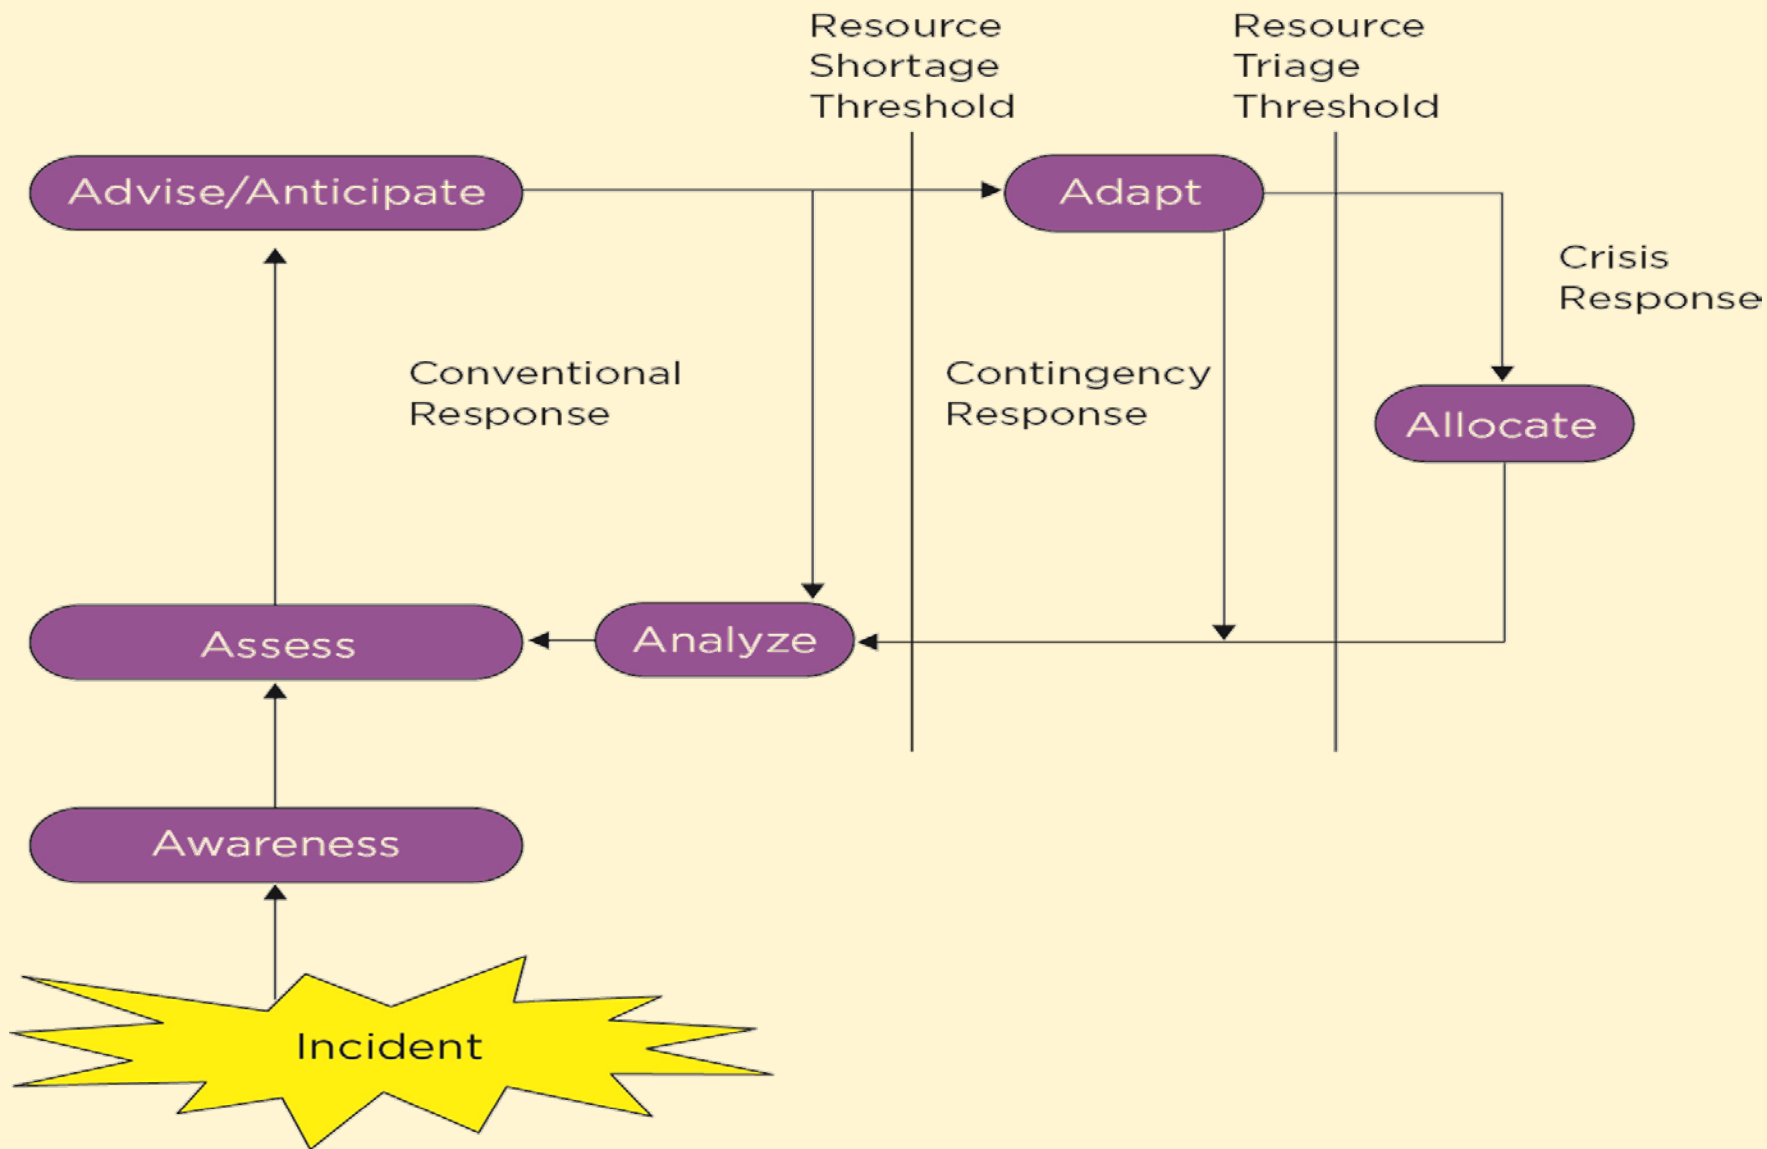 Resource
Shortage
Threshold
Resource
Triage
Threshold
Advise/Anticipate
Adapt
Crisis
Response
Conventional
Response
Contingency
Response
Allocate
Assess
Analyze
Awareness
Incident